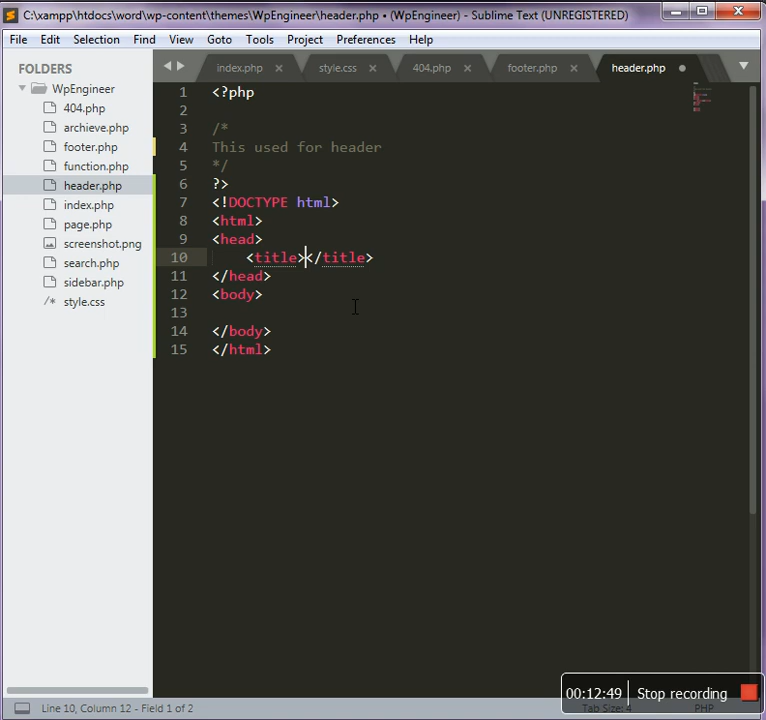 C:\xampp\htdocs\word\wp-content\themes\WpEngineer\header.php • (WpEngineer) - Sublime Text (UNREGISTERED)
File Edit Selection Find View Goto Tools Project Preferences Help
FOLDERS
WpEngineer
404.php
archieve.php
footer.php
function.php
header.php
index.php
page.php
screenshot.png
search.php
sidebar.php
/* style.css
index.php × style.css × 404.php × footer.php × header.php •
1 <?php
2
3 /*
4 This used for header
5 */
6 ?>
7 <!DOCTYPE html>
8 <html>
9 <head>
10 <title></title>
11 </head>
12 <body>
13
14 </body>
15 </html>
Line 10, Column 12 - Field 1 of 2
00:12:49 Stop recording
Tab Size: 4 PHP